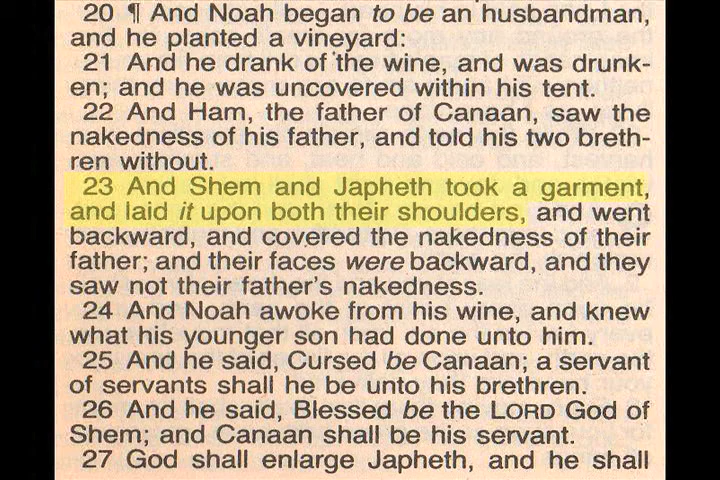 20 ¶ And Noah began to be an husbandman,
and he planted a vineyard:
21 And he drank of the wine, and was drunk-
en; and he was uncovered within his tent.
22 And Ham, the father of Canaan, saw the
nakedness of his father, and told his two breth-
ren without.
23 And Shem and Japheth took a garment,
and laid it upon both their shoulders, and went
backward, and covered the nakedness of their
father; and their faces were backward, and they
saw not their father's nakedness.
24 And Noah awoke from his wine, and knew
what his younger son had done unto him.
25 And he said, Cursed be Canaan; a servant
of servants shall he be unto his brethren.
26 And he said, Blessed be the LORD God of
Shem; and Canaan shall be his servant.
27 God shall enlarge Japheth, and he shall